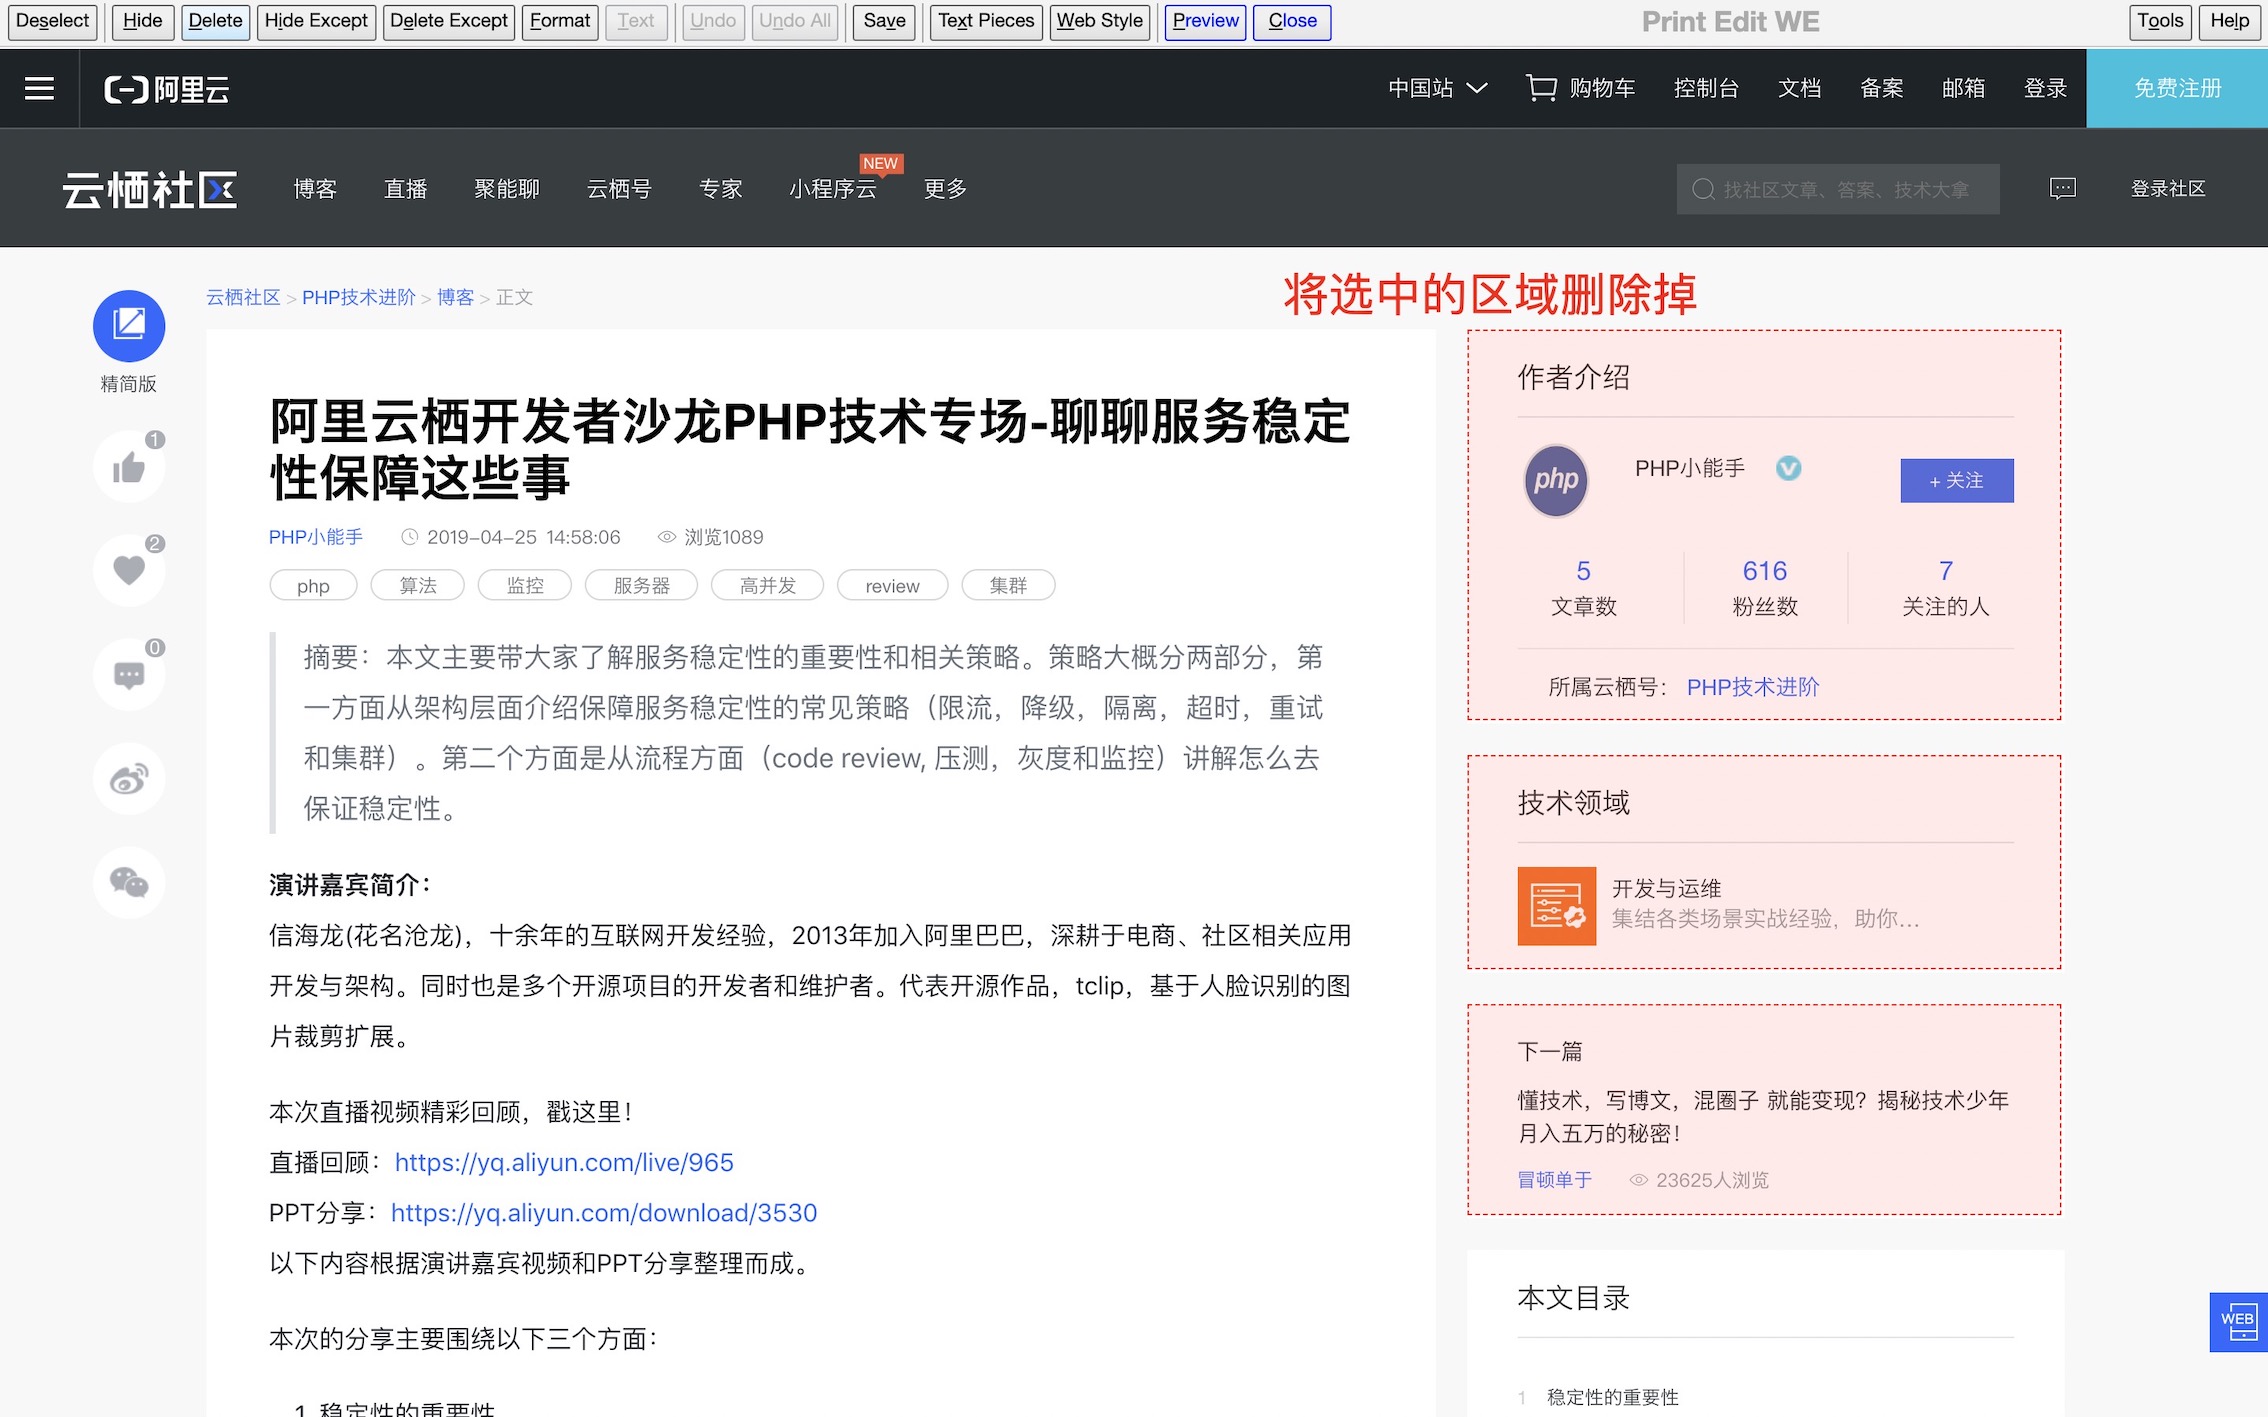 Deselect Hide Delete Hide Except Delete Except Format Text Undo Undo All Save Text Pieces Web Style Preview Close Print Edit WE Tools Help
阿里云 中国站 购物车 控制台 文档 备案 邮箱 登录 免费注册
NEW
云栖社区 博客 直播 聚能聊 云栖号 专家 小程序云 更多 找社区文章、答案、技术大拿 登录社区
将选中的区域删除掉
云栖社区 > PHP技术进阶 > 博客 > 正文
精简版
1
2
0
阿里云栖开发者沙龙PHP技术专场-聊聊服务稳定
性保障这些事
PHP小能手 2019-04-25 14:58:06 浏览1089
php 算法 监控 服务器 高并发 review 集群
摘要：本文主要带大家了解服务稳定性的重要性和相关策略。策略大概分两部分，第
一方面从架构层面介绍保障服务稳定性的常见策略（限流，降级，隔离，超时，重试
和集群）。第二个方面是从流程方面（code review, 压测，灰度和监控）讲解怎么去
保证稳定性。
演讲嘉宾简介：
信海龙(花名沧龙)，十余年的互联网开发经验，2013年加入阿里巴巴，深耕于电商、社区相关应用
开发与架构。同时也是多个开源项目的开发者和维护者。代表开源作品，tclip，基于人脸识别的图
片裁剪扩展。
本次直播视频精彩回顾，戳这里！
直播回顾：https://yq.aliyun.com/live/965
PPT分享：https://yq.aliyun.com/download/3530
以下内容根据演讲嘉宾视频和PPT分享整理而成。
本次的分享主要围绕以下三个方面：
1. 稳定性的重要性
作者介绍
php PHP小能手 V + 关注
5 616 7
文章数 粉丝数 关注的人
所属云栖号： PHP技术进阶
技术领域
开发与运维
集结各类场景实战经验，助你...
下一篇
懂技术，写博文，混圈子 就能变现？揭秘技术少年
月入五万的秘密！
冒顿单于 23625人浏览
本文目录
1 稳定性的重要性
WEB